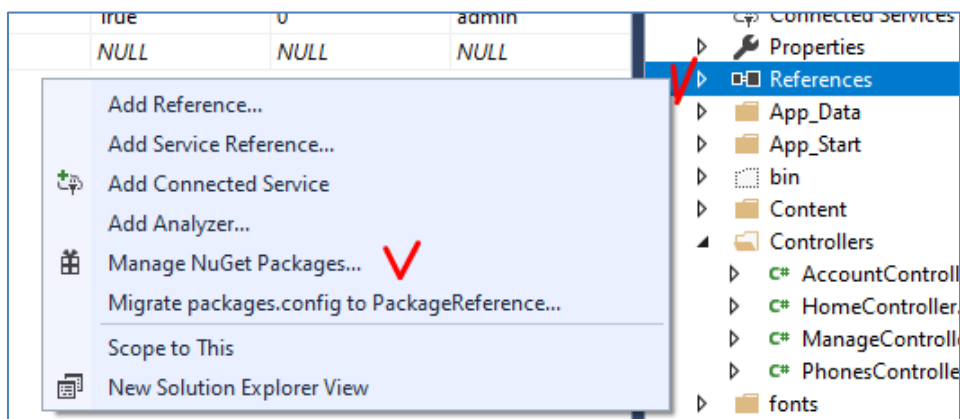 True 0 admin
NULL NULL NULL
Add Reference...
Add Service Reference...
Add Connected Service
Add Analyzer...
Manage NuGet Packages...
Migrate packages.config to PackageReference...
Scope to This
New Solution Explorer View
Connected Services
Properties
References
App_Data
App_Start
bin
Content
Controllers
C# AccountControll
C# HomeController.
C# ManageControll
C# PhonesControlle
fonts